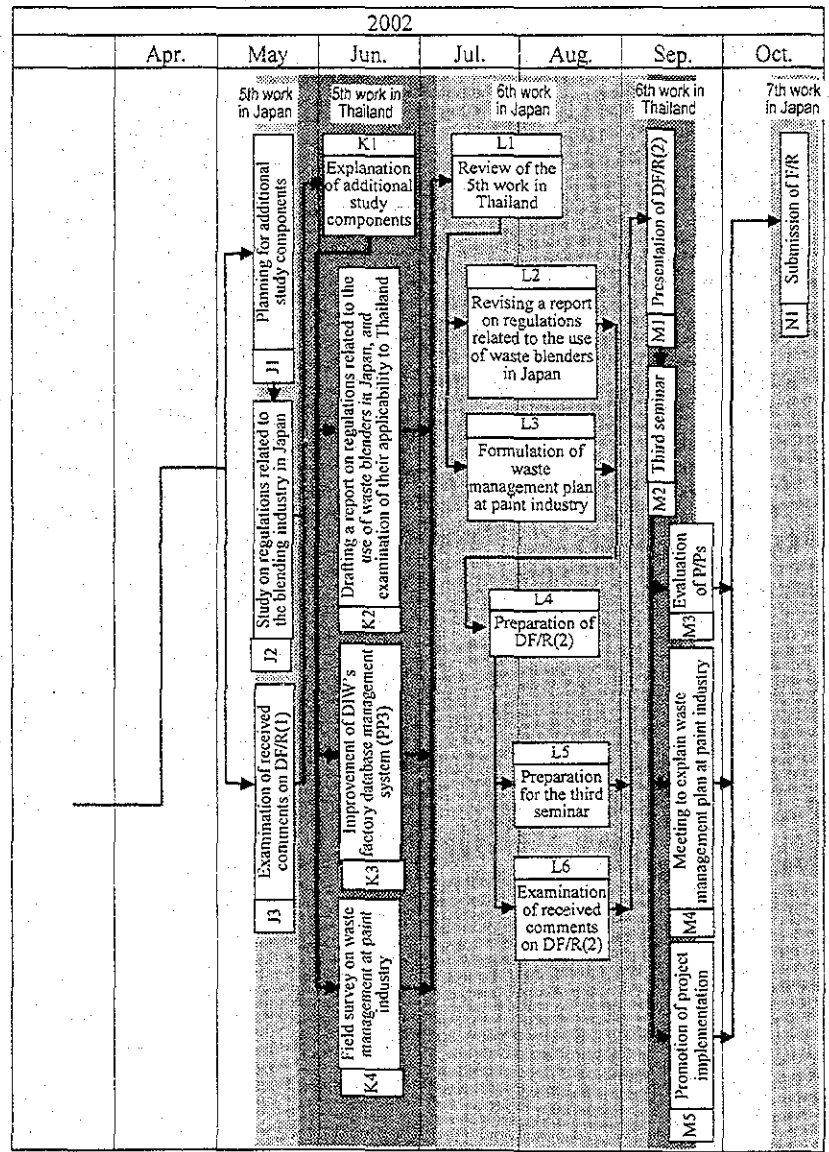 2002
Apr.
May
Jun.
Jul.
Aug.
Sep.
Oct.
5th work
in Japan
5th work in
Thailand
6th work
in Japan
6th work in
Thailand
7th work
in Japan
Planning for additional
study components
J1
Study on regulations related to
the blending industry in Japan
J2
Examination of received
comments on DF/R(1)
J3
K1
Explanation
of additional
study
components
Drafting a report on regulations related to the
use of waste blenders in Japan, and
examination of their applicability to Thailand
K2
Improvement of DIW's
factory database management
system (PP3)
K3
Field survey on waste
management at paint
industry
K4
L1
Review of the
5th work in
Thailand
L2
Revising a report
on regulations
related to the use
of waste blenders
in Japan
L3
Formulation of
waste
management plan
at paint industry
L4
Preparation of
DF/R(2)
L5
Preparation
for the third
seminar
L6
Examination
of received
comments
on DF/R(2)
Presentation of DF/R(2)
M1
Third seminar
M2
Evaluation
of P/Ps
M3
Meeting to explain waste
management plan at paint industry
M4
Promotion of project
implementation
M5
Submission of F/R
N1